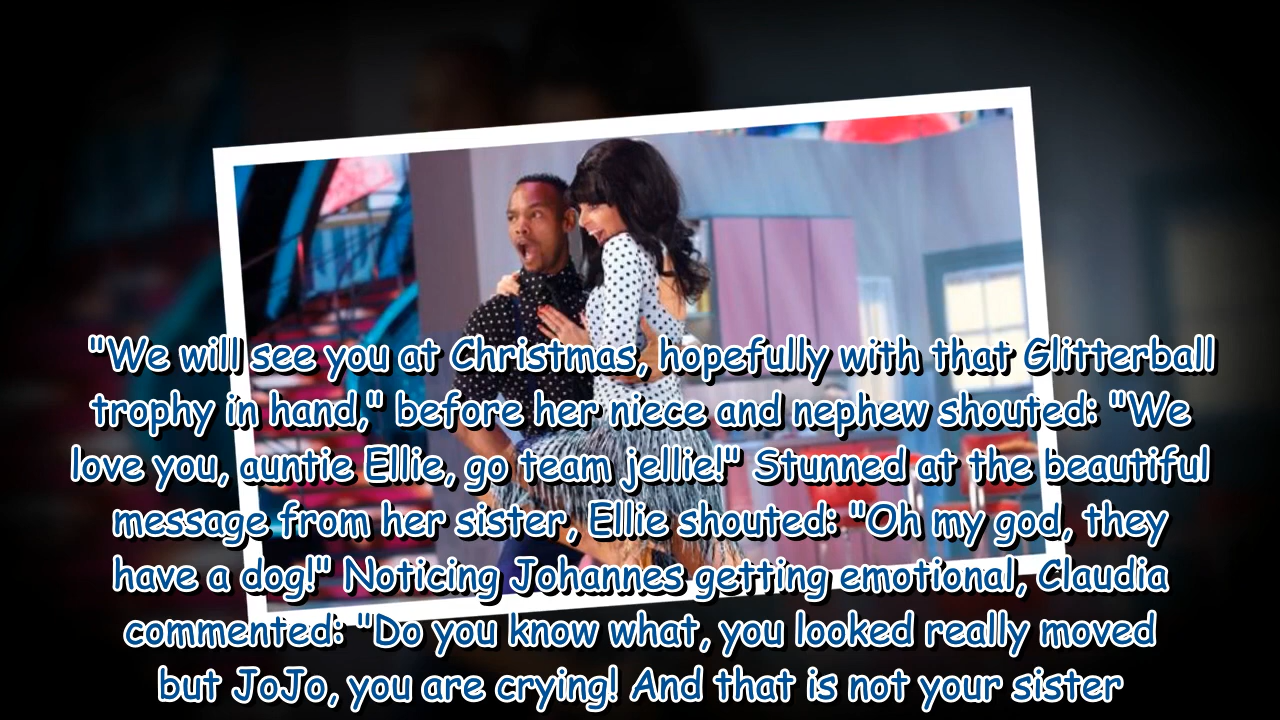 "We will see you at Christmas, hopefully with that Glitterball
trophy in hand," before her niece and nephew shouted: "We
love you, auntie Ellie, go team jellie!" Stunned at the beautiful
message from her sister, Ellie shouted: "Oh my god, they
have a dog!" Noticing Johannes getting emotional, Claudia
commented: "Do you know what, you looked really moved
but JoJo, you are crying! And that is not your sister